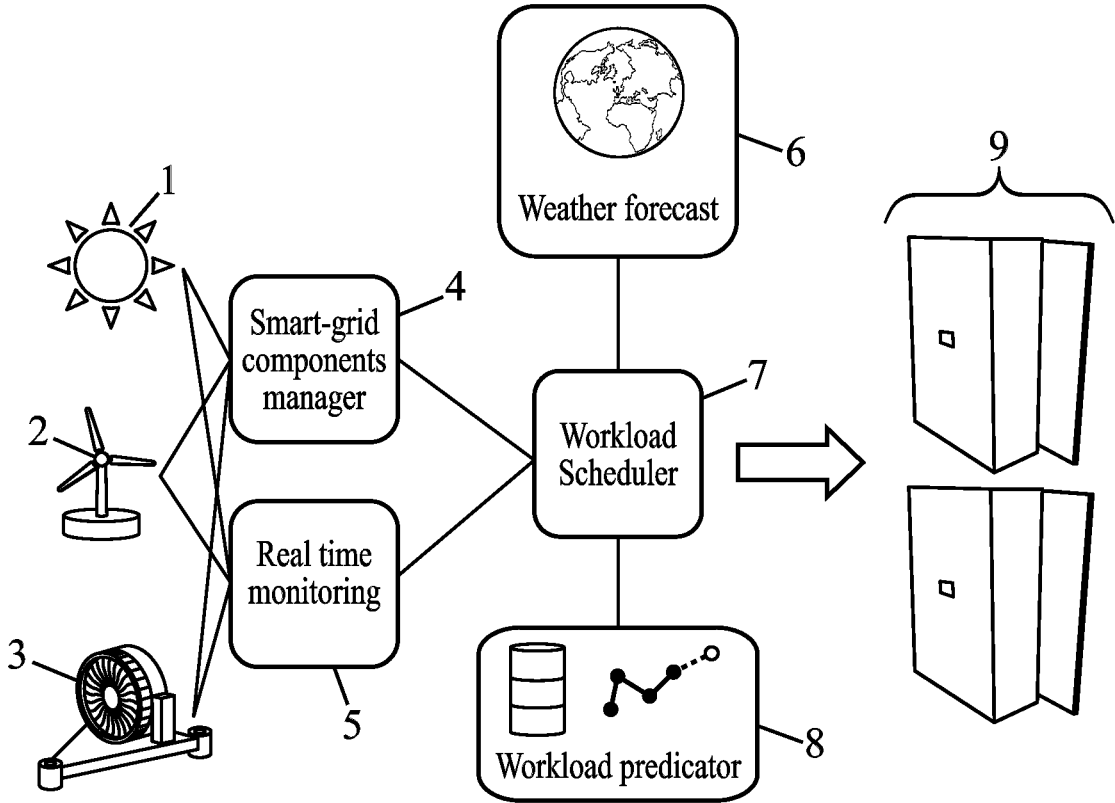 6
Weather forecast
9
1
4
Smart-grid
components
manager
7
Workload
Scheduler
2
Real time
monitoring
5
3
8
Workload predicator